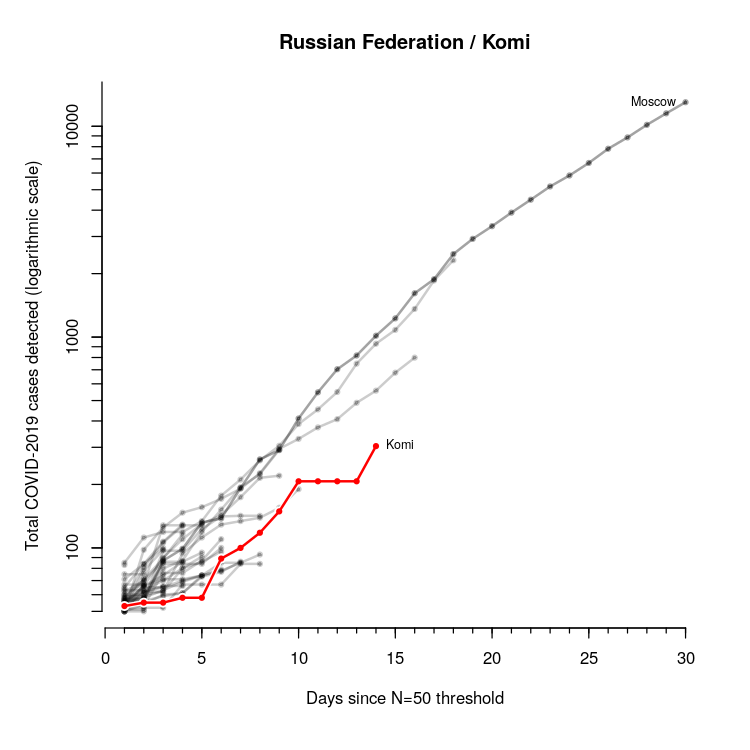 Russian Federation / Komi
Total COVID-2019 cases detected (logarithmic scale)
10000
1000
100
Moscow
Komi
0 5 10 15 20 25 30
Days since N=50 threshold